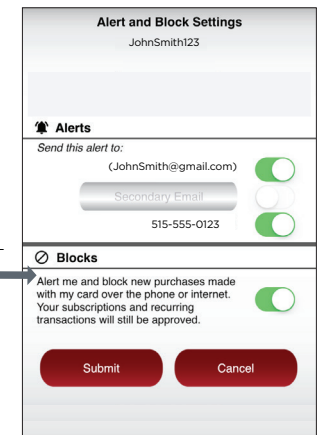 Alert and Block Settings
JohnSmith123
Alerts
Send this alert to:
(JohnSmith@gmail.com)
Secondary Email
515-555-0123
Blocks
Alert me and block new purchases made
with my card over the phone or internet.
Your subscriptions and recurring
transactions will still be approved.
Submit Cancel